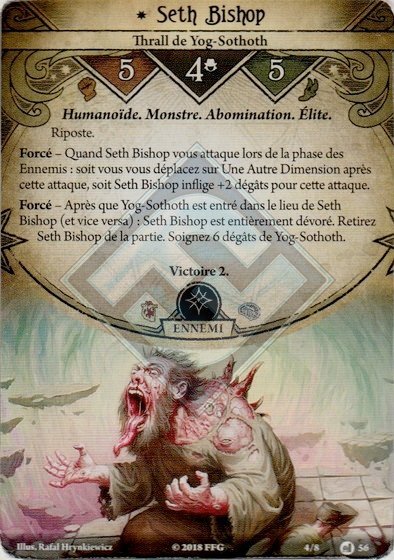 Seth Bishop
Thrall de Yog-Sothoth
5 4 5
Humanoïde. Monstre. Abomination. Élite.
Riposte.
Forcé – Quand Seth Bishop vous attaque lors de la phase des
Ennemis : soit vous vous déplacez sur Une Autre Dimension après
cette attaque, soit Seth Bishop inflige +2 dégâts pour cette attaque.
Forcé – Après que Yog-Sothoth est entré dans le lieu de Seth
Bishop (et vice versa) : Seth Bishop est entièrement dévoré. Retirez
Seth Bishop de la partie. Soignez 6 dégâts de Yog-Sothoth.
Victoire 2.
ENNEMI
Illus. Rafał Hrynkiewicz
© 2018 FFG
4/8
56